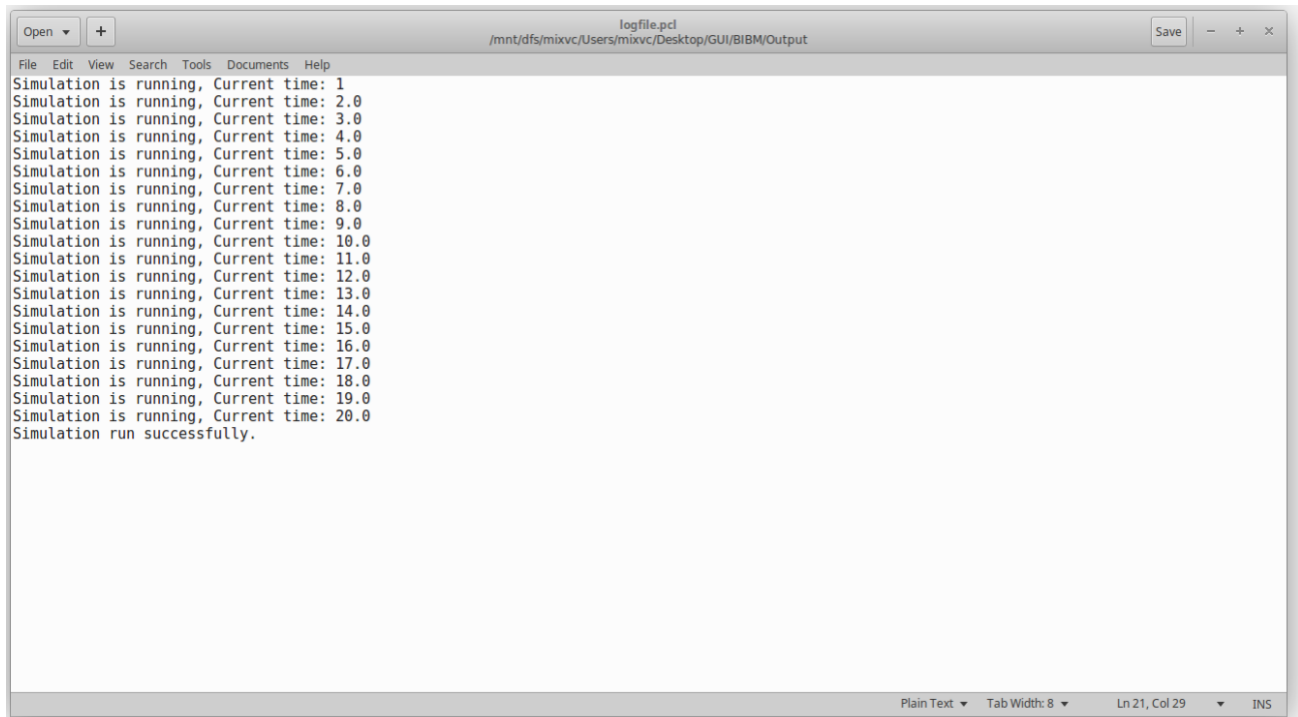 Open
+
logfile.pcl
/mnt/dfs/mixvc/Users/mixvc/Desktop/GUI/BIBM/Output
Save
File Edit View Search Tools Documents Help
Simulation is running, Current time: 1
Simulation is running, Current time: 2.0
Simulation is running, Current time: 3.0
Simulation is running, Current time: 4.0
Simulation is running, Current time: 5.0
Simulation is running, Current time: 6.0
Simulation is running, Current time: 7.0
Simulation is running, Current time: 8.0
Simulation is running, Current time: 9.0
Simulation is running, Current time: 10.0
Simulation is running, Current time: 11.0
Simulation is running, Current time: 12.0
Simulation is running, Current time: 13.0
Simulation is running, Current time: 14.0
Simulation is running, Current time: 15.0
Simulation is running, Current time: 16.0
Simulation is running, Current time: 17.0
Simulation is running, Current time: 18.0
Simulation is running, Current time: 19.0
Simulation is running, Current time: 20.0
Simulation run successfully.
Plain Text Tab Width: 8 Ln 21, Col 29 INS